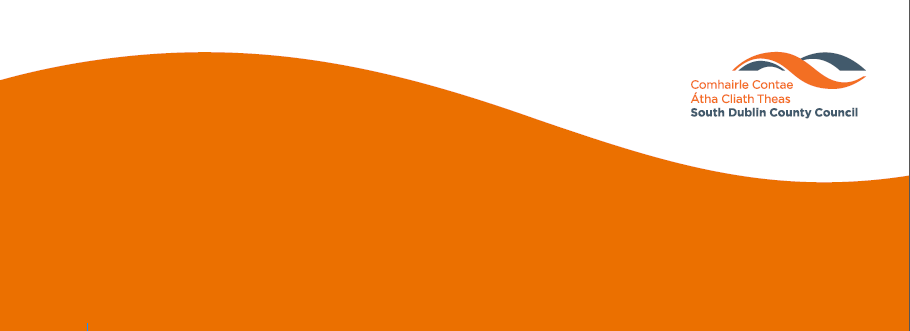 Comhairle Contae
Átha Cliath Theas
South Dublin County Council